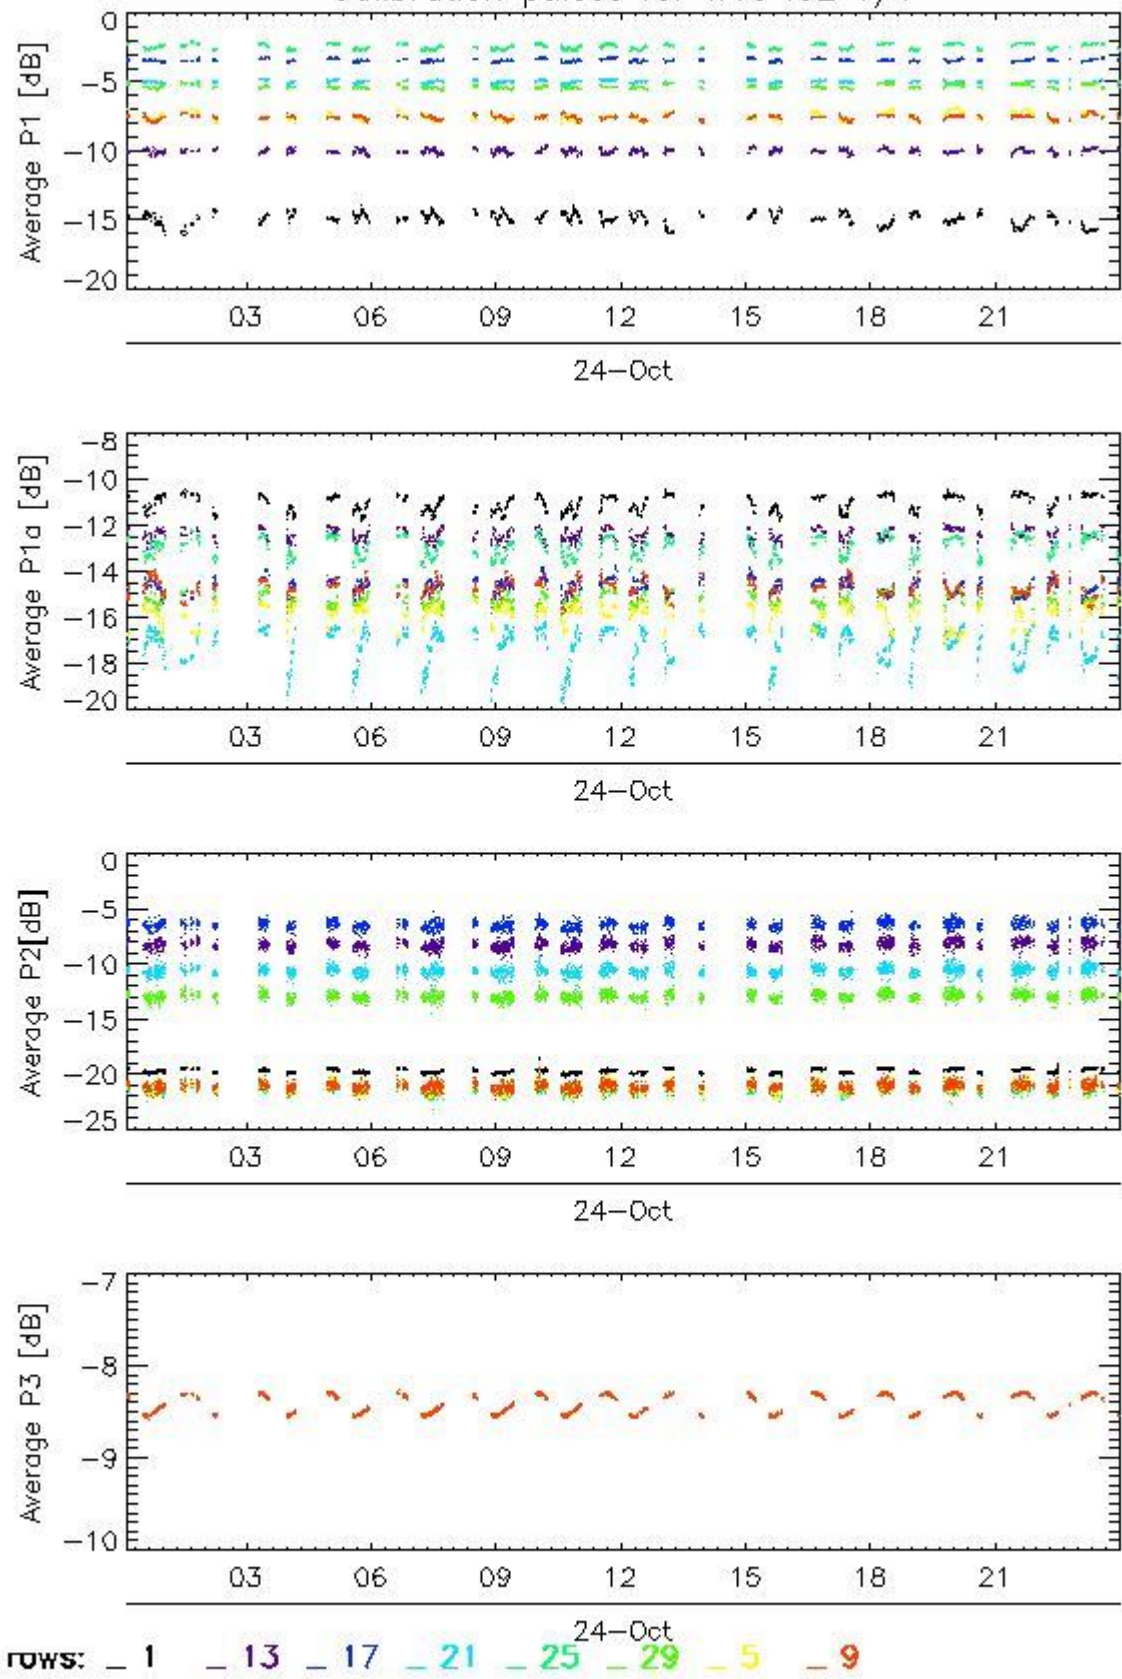 0
−5
−10
−15
−20
Average P1 [dB]
03 06 09 12 15 18 21
24−Oct
−8
−10
−12
−14
−16
−18
−20
Average P1a [dB]
03 06 09 12 15 18 21
24−Oct
0
−5
−10
−15
−20
−25
Average P2[dB]
03 06 09 12 15 18 21
24−Oct
−7
−8
−9
−10
Average P3 [dB]
03 06 09 12 15 18 21
24−Oct
rows: _ 1 _ 13 _ 17 _ 21 _ 25 _ 29 _ 5 _ 9